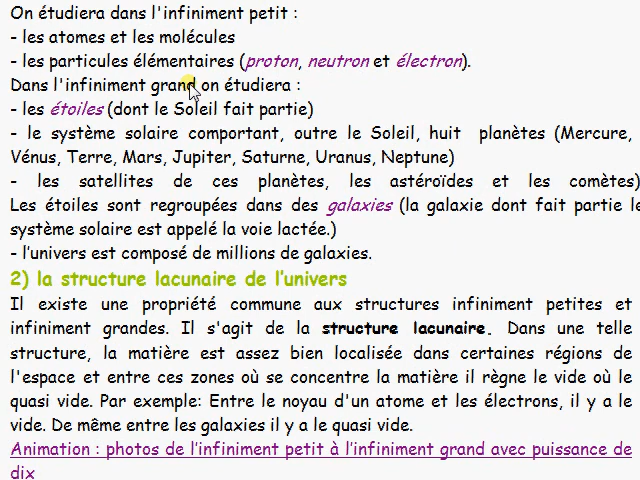 On étudiera dans l'infiniment petit :
- les atomes et les molécules
- les particules élémentaires (proton, neutron et électron).
Dans l'infiniment grand on étudiera :
- les étoiles (dont le Soleil fait partie)
- le système solaire comportant, outre le Soleil, huit planètes (Mercure,
Vénus, Terre, Mars, Jupiter, Saturne, Uranus, Neptune)
- les satellites de ces planètes, les astéroïdes et les comètes)
Les étoiles sont regroupées dans des galaxies (la galaxie dont fait partie le
système solaire est appelé la voie lactée.)
- l'univers est composé de millions de galaxies.
2) la structure lacunaire de l'univers
Il existe une propriété commune aux structures infiniment petites et
infiniment grandes. Il s'agit de la structure lacunaire. Dans une telle
structure, la matière est assez bien localisée dans certaines régions de
l'espace et entre ces zones où se concentre la matière il règne le vide où le
quasi vide. Par exemple: Entre le noyau d'un atome et les électrons, il y a le
vide. De même entre les galaxies il y a le quasi vide.
Animation : photos de l'infiniment petit à l'infiniment grand avec puissance de
dix